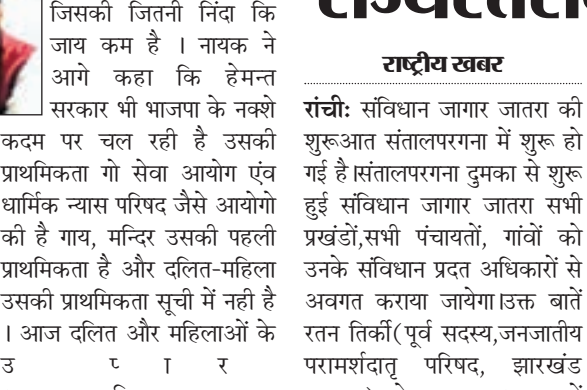 जिसकी जितनी निंदा कि
जाय कम है । नायक ने
आगे कहा कि हेमन्त
सरकार भी भाजपा के नक्शे
कदम पर चल रही है उसकी
प्राथमिकता गो सेवा आयोग एंव
धार्मिक न्यास परिषद जैसे आयोगो
की है गाय, मन्दिर उसकी पहली
प्राथमिकता है और दलित-महिला
उसकी प्राथमिकता सूची में नही है
। आज दलित और महिलाओं के
राष्ट्रीय खबर
रांची: संविधान जागार जातरा की
शुरूआत संतालपरगना में शुरू हो
गई है।संतालपरगना दुमका से शुरू
हुई संविधान जागार जातरा सभी
प्रखंडों,सभी पंचायतों, गांवों को
उनके संविधान प्रदत अधिकारों से
अवगत कराया जायेगा।उक्त बातें
रतन तिर्की(पूर्व सदस्य,जनजातीय
परामर्शदातृ परिषद, झारखंड